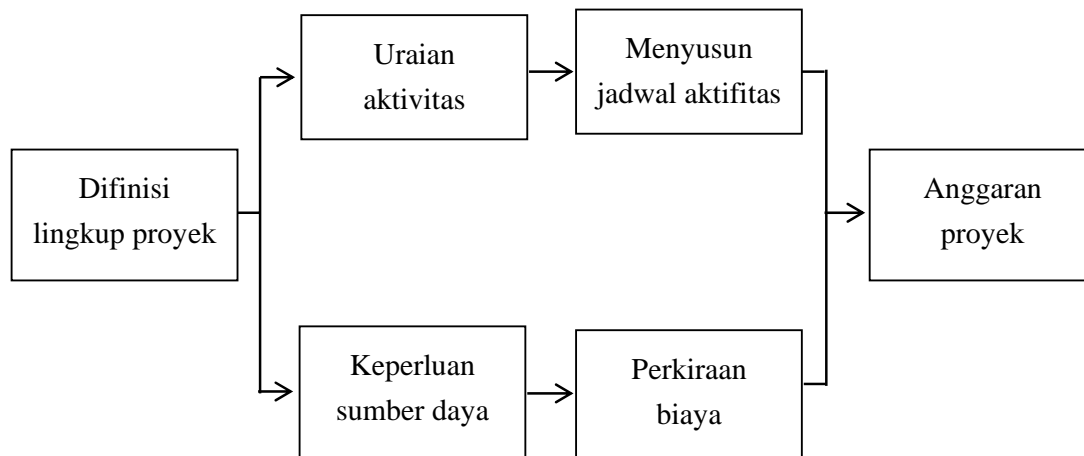 Uraian
aktivitas
Menyusun
jadwal aktifitas
Difinisi
lingkup proyek
Anggaran
proyek
Keperluan
sumber daya
Perkiraan
biaya